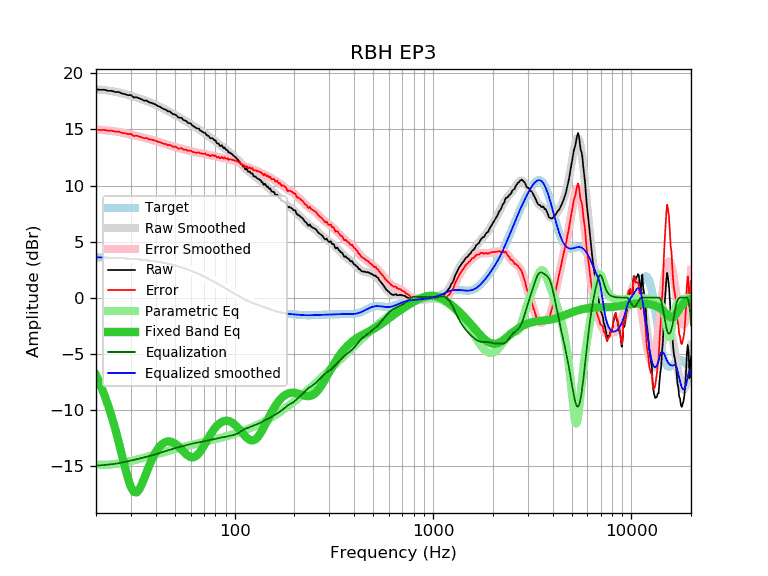 RBH EP3
20
15
10
5
0
−5
−10
−15
Amplitude (dBr)
Target
Raw Smoothed
Error Smoothed
Raw
Error
Parametric Eq
Fixed Band Eq
Equalization
Equalized smoothed
100
1000
10000
Frequency (Hz)